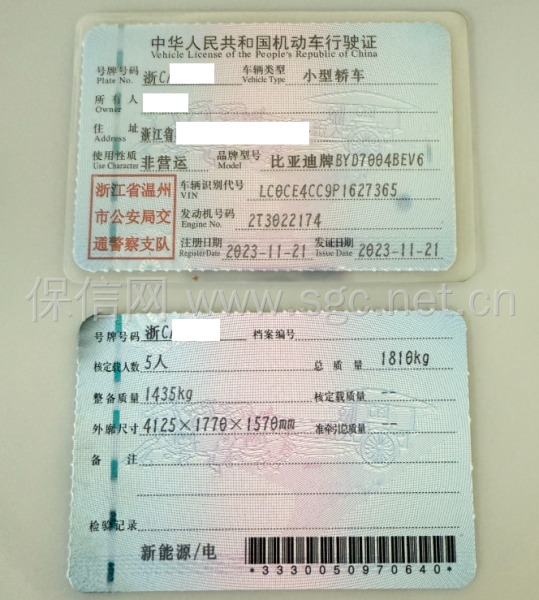 中华人民共和国机动车行驶证
Vehicle License of the People's Republic of China
号牌号码 Plate No. 浙CA 车辆类型 Vehicle Type 小型轿车
所有人 Owner
住址 Address 浙江省
使用性质 Use Character 非营运 品牌型号 Model 比亚迪牌BYD7004BEV6
浙江省温州市公安局交通警察支队
车辆识别代号 VIN LC0CE4CC9P1627365
发动机号码 Engine No. 2T3022174
注册日期 Register Date 2023-11-21 发证日期 Issue Date 2023-11-21
保信网 www.sgc.net.cn
号牌号码 浙CA 档案编号
核定载人数 5人 总质量 1810kg
整备质量 1435kg 核定载质量 --
外廓尺寸 4125×1770×1570mm 准牵引总质量 --
备注
检验记录
新能源/电
*3330050970640*